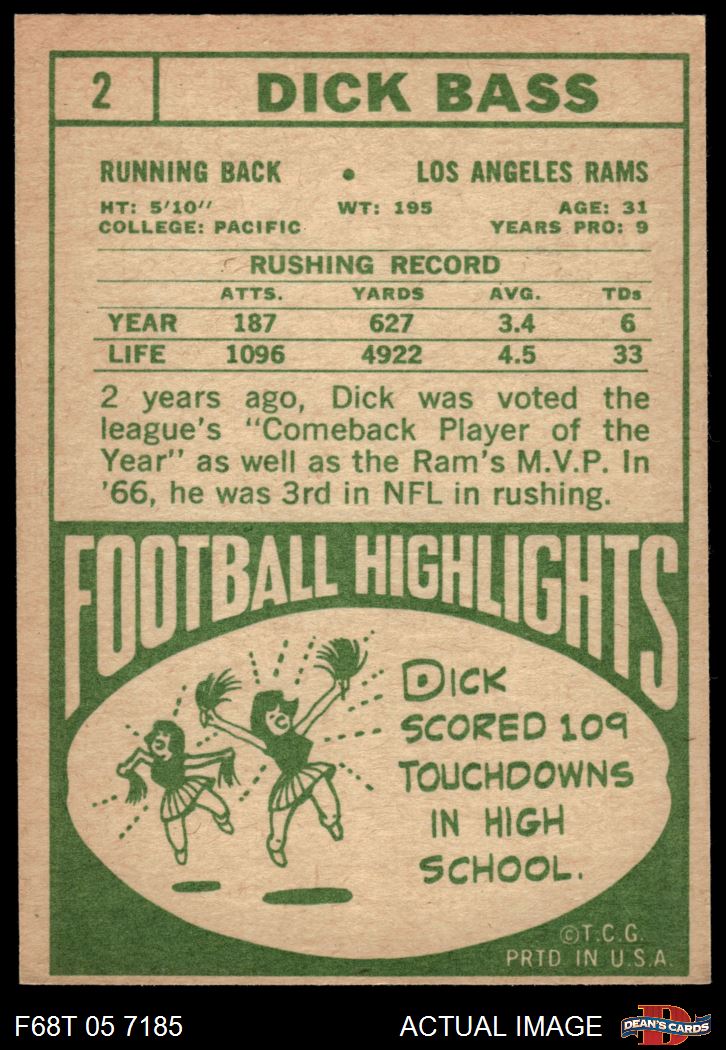 2 DICK BASS
RUNNING BACK • LOS ANGELES RAMS
HT: 5'10" WT: 195 AGE: 31
COLLEGE: PACIFIC YEARS PRO: 9
RUSHING RECORD
ATTS. YARDS AVG. TDs
YEAR 187 627 3.4 6
LIFE 1096 4922 4.5 33
2 years ago, Dick was voted the
league's "Comeback Player of the
Year" as well as the Ram's M.V.P. In
'66, he was 3rd in NFL in rushing.
FOOTBALL HIGHLIGHTS
DICK
SCORED 109
TOUCHDOWNS
IN HIGH
SCHOOL.
©T.C.G.
PRTD IN U.S.A.
F68T 05 7185 ACTUAL IMAGE D DEAN'S CARDS